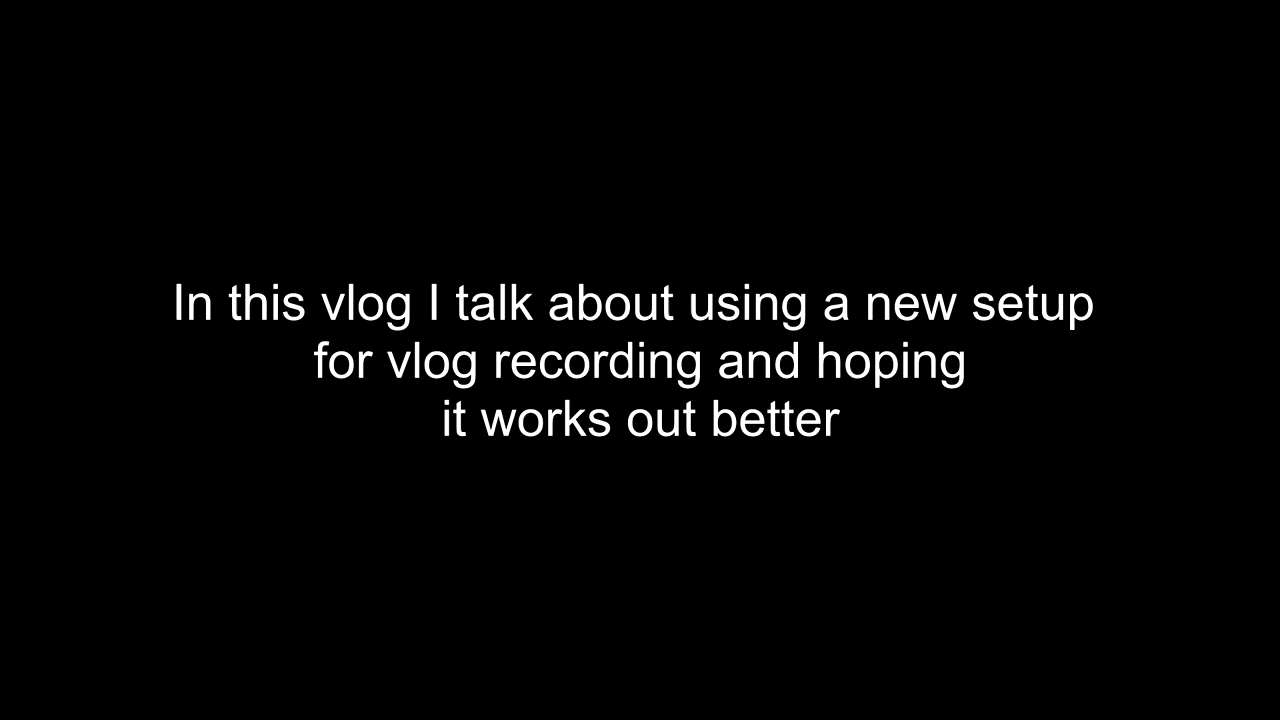 In this vlog I talk about using a new setup
for vlog recording and hoping
it works out better